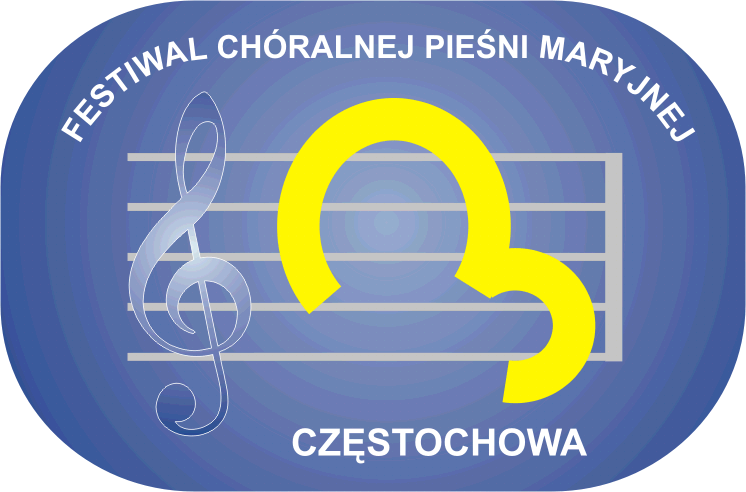 FESTIWAL CHÓRALNEJ PIEŚNI MARYJNEJ
CZĘSTOCHOWA